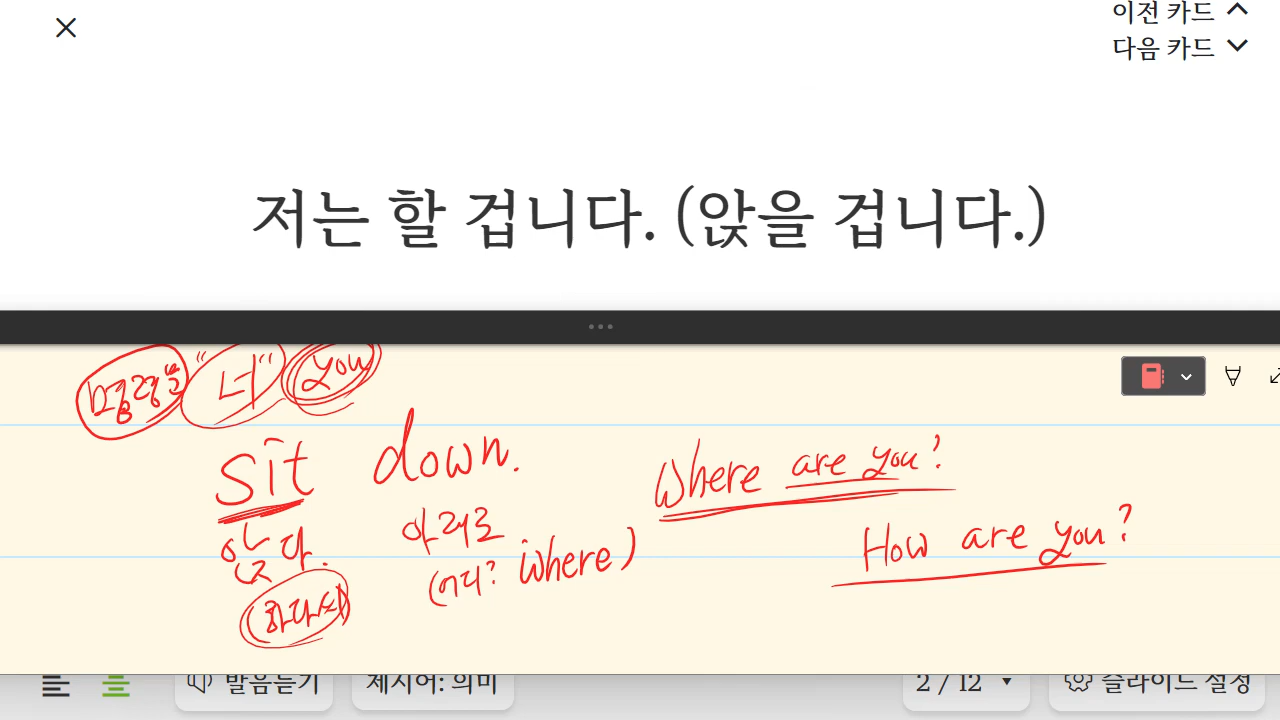 이전 카드
다음 카드
저는 할 겁니다. (앉을 겁니다.)
명령문 "너" you
sit down.
앉다. 아래로
(하다씨) (어디? where)
Where are you?
How are you?
발음듣기 제시어: 의미 2 / 12 슬라이드 설정